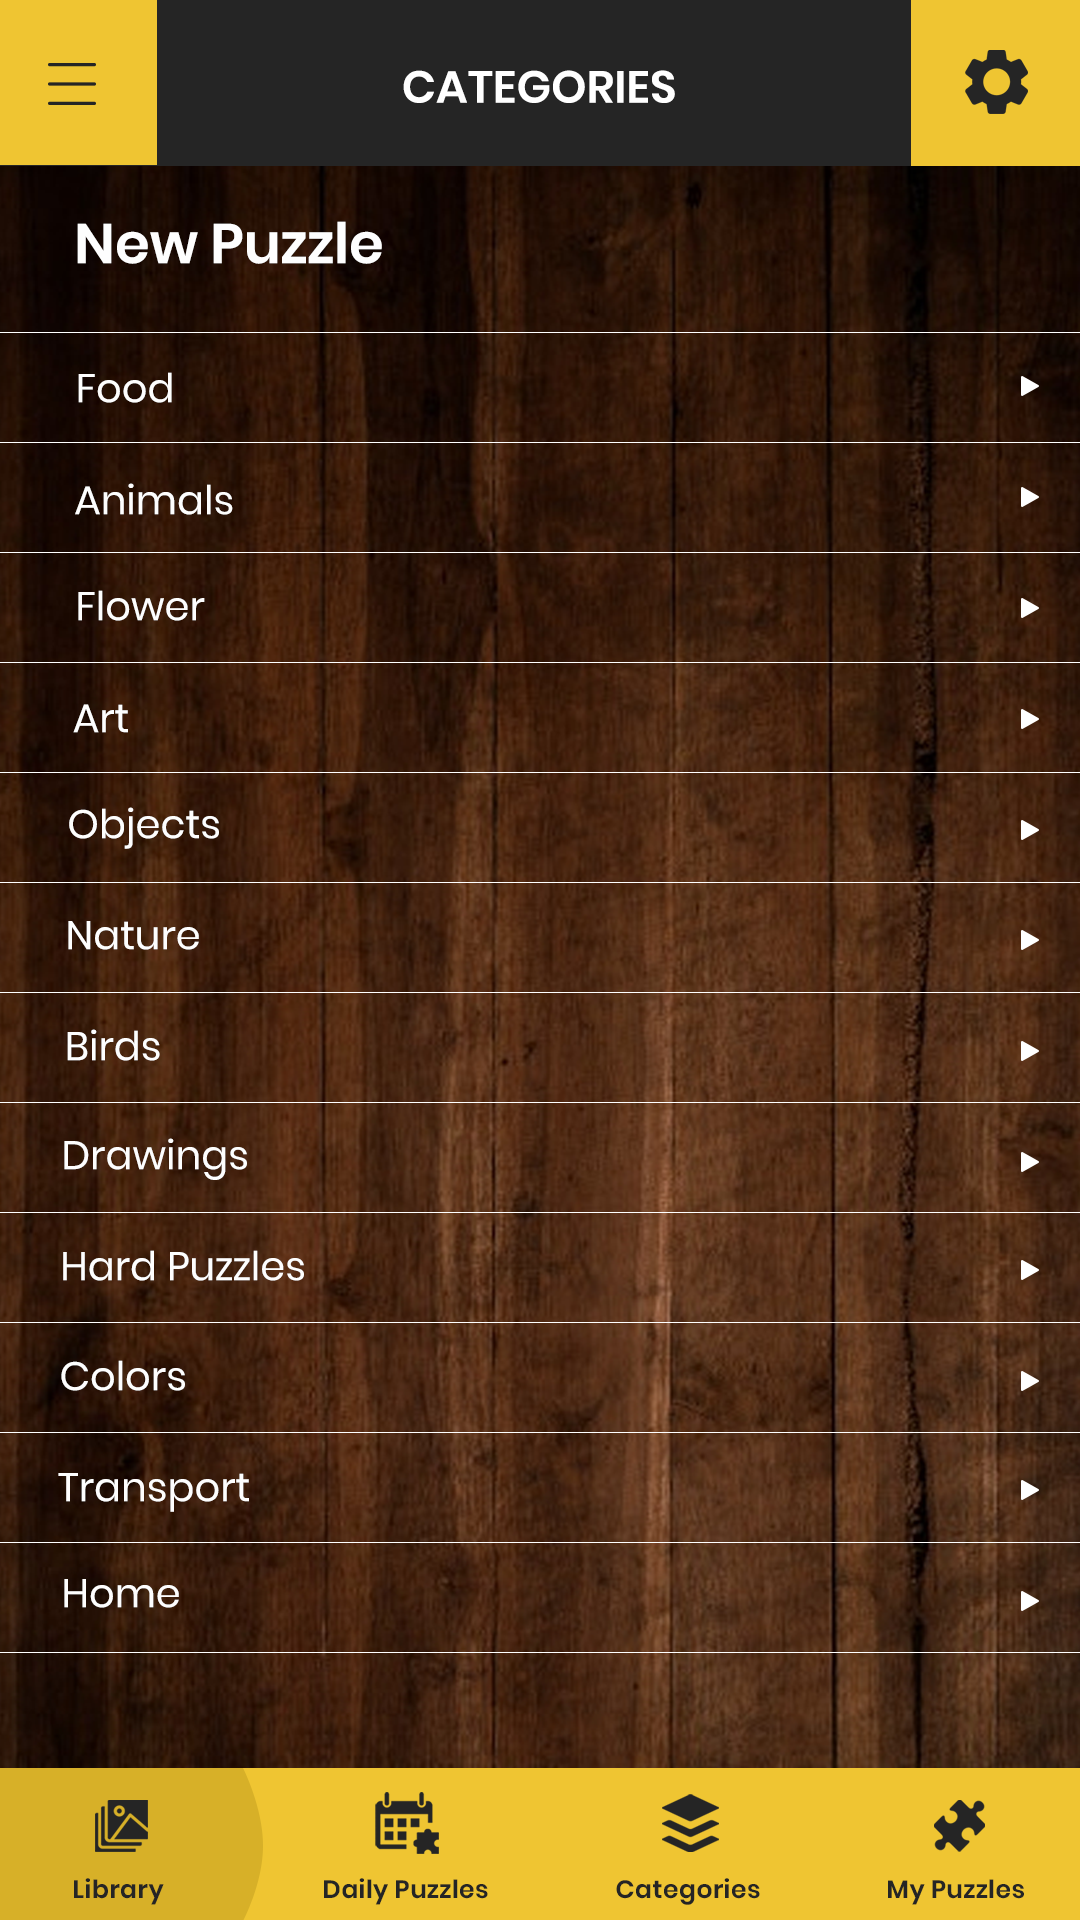 CATEGORIES
New Puzzle
Food
Animals
Flower
Art
Objects
Nature
Birds
Drawings
Hard Puzzles
Colors
Transport
Home
Library
Daily Puzzles
Categories
My Puzzles